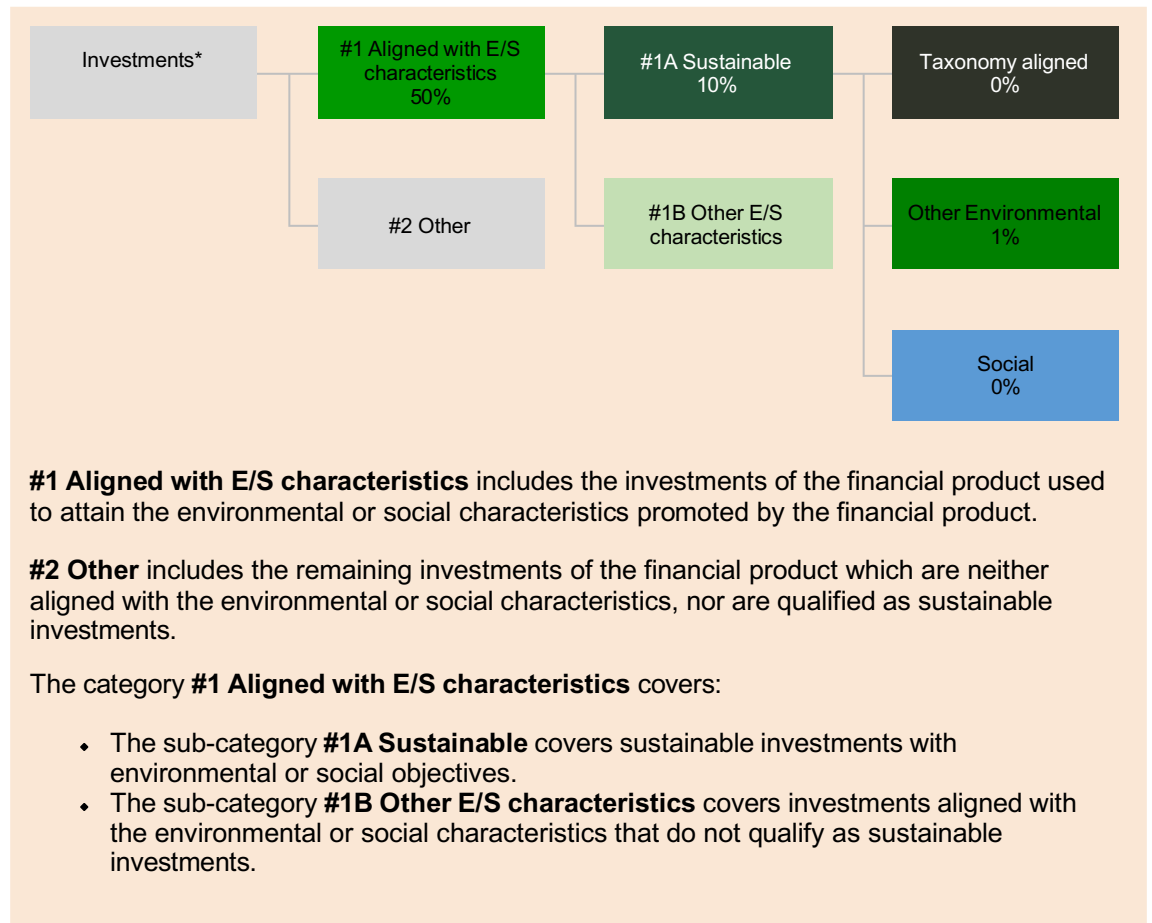 Investments*
#1 Aligned with E/S
characteristics
50%
#1A Sustainable
10%
Taxonomy aligned
0%
#2 Other
#1B Other E/S
characteristics
Other Environmental
1%
Social
0%
#1 Aligned with E/S characteristics includes the investments of the financial product used
to attain the environmental or social characteristics promoted by the financial product.
#2 Other includes the remaining investments of the financial product which are neither
aligned with the environmental or social characteristics, nor are qualified as sustainable
investments.
The category #1 Aligned with E/S characteristics covers:
⬥ The sub-category #1A Sustainable covers sustainable investments with
environmental or social objectives.
⬥ The sub-category #1B Other E/S characteristics covers investments aligned with
the environmental or social characteristics that do not qualify as sustainable
investments.